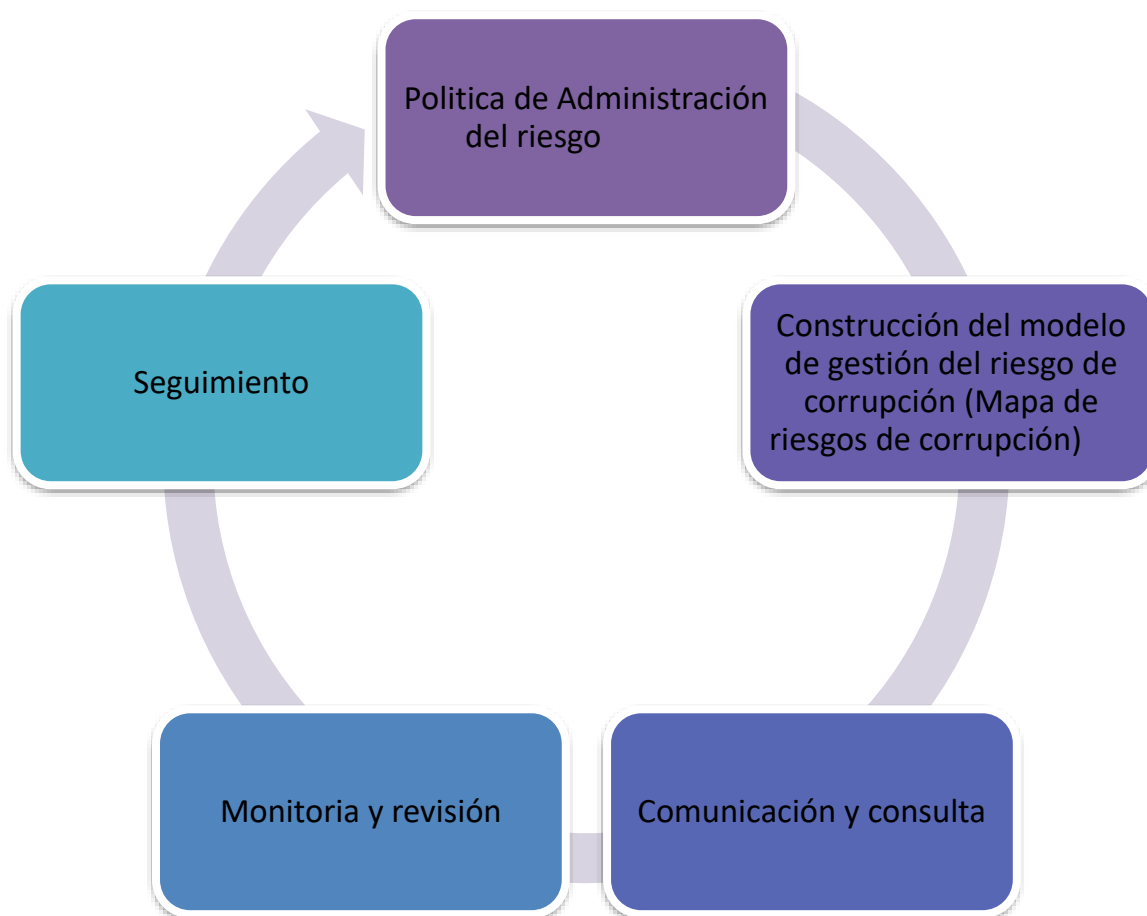 Politica de Administración
del riesgo
Construcción del modelo
de gestión del riesgo de
corrupción (Mapa de
riesgos de corrupción)
Comunicación y consulta
Monitoria y revisión
Seguimiento